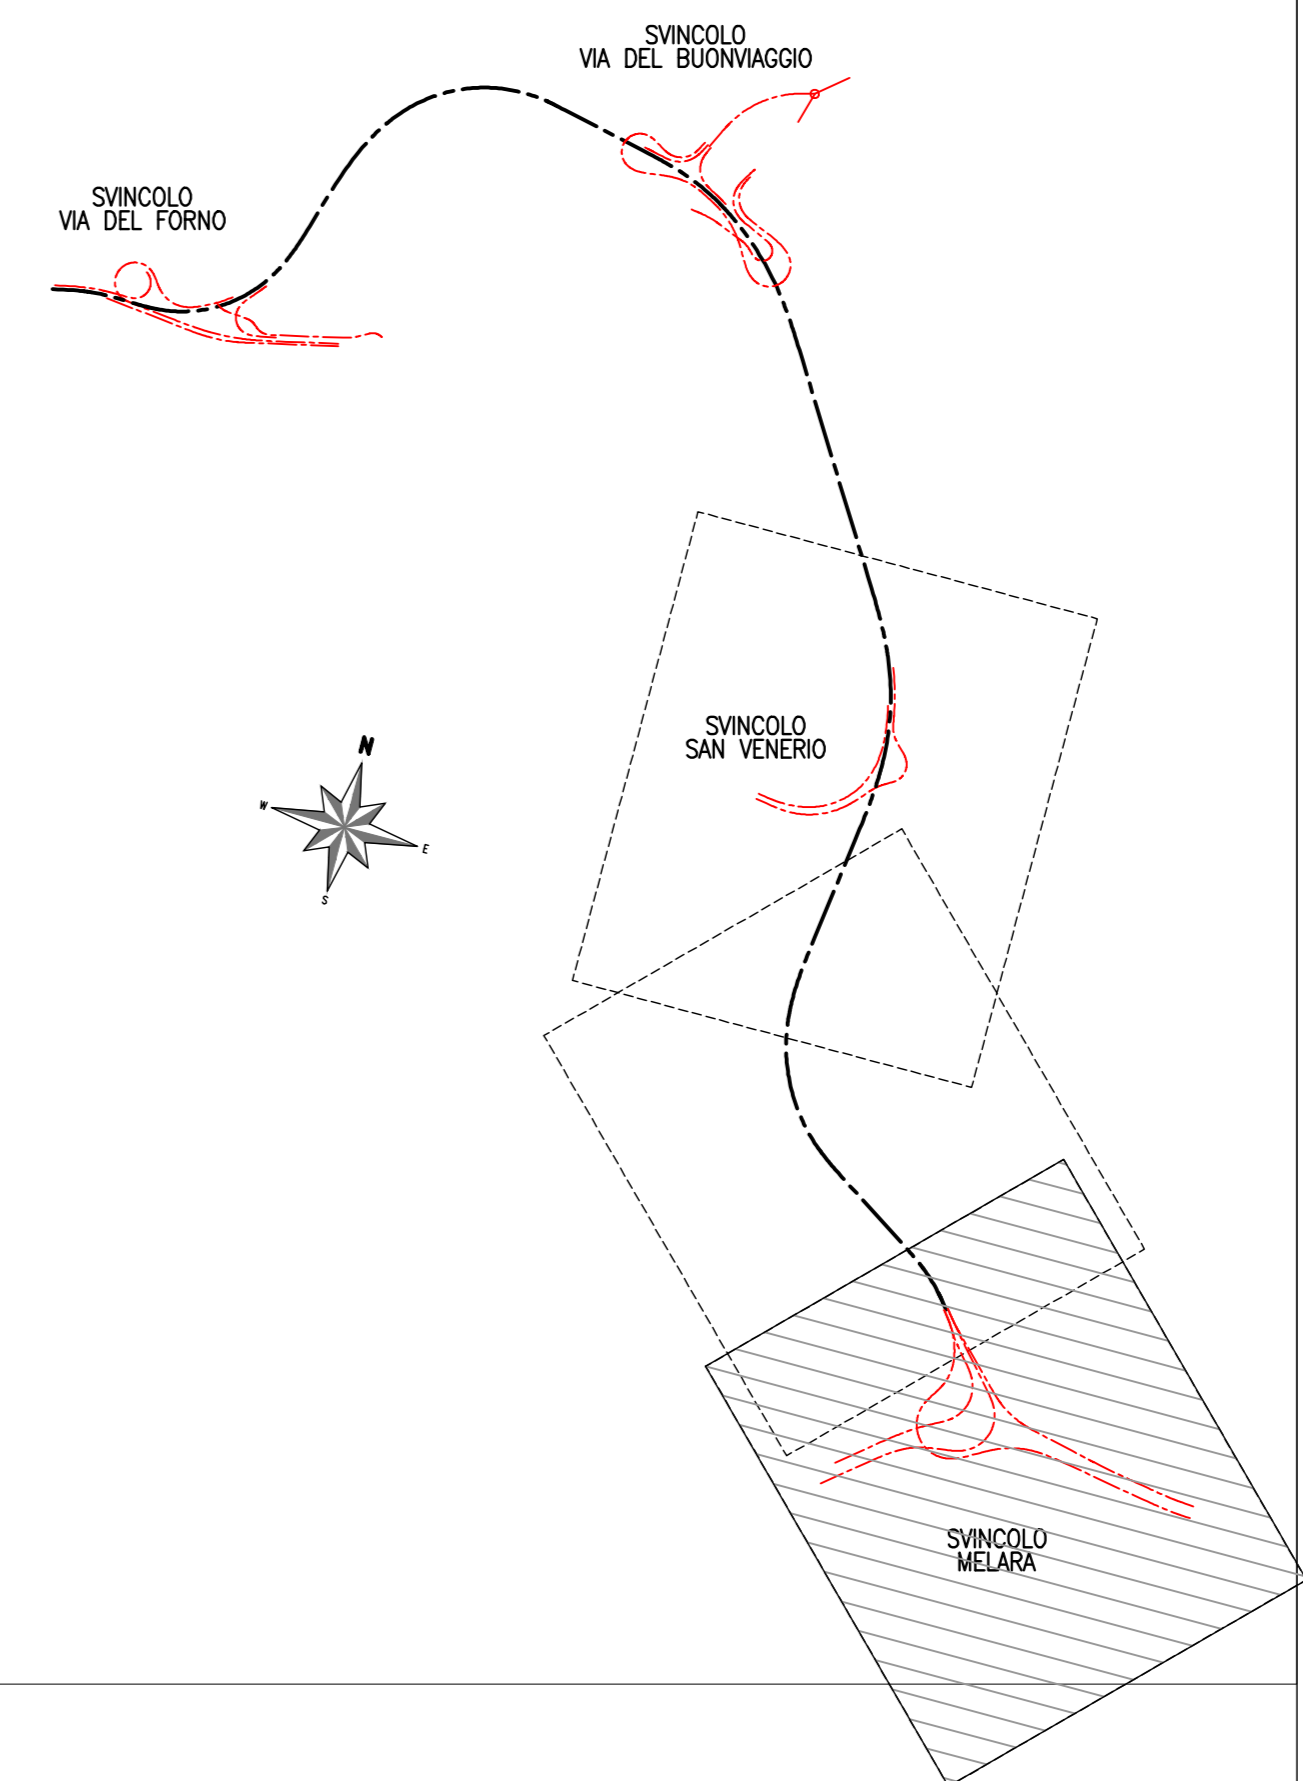 SVINCOLO
VIA DEL BUONVIAGGIO
SVINCOLO
VIA DEL FORNO
SVINCOLO
SAN VENERIO
N
W
E
S
SVINCOLO
MELARA